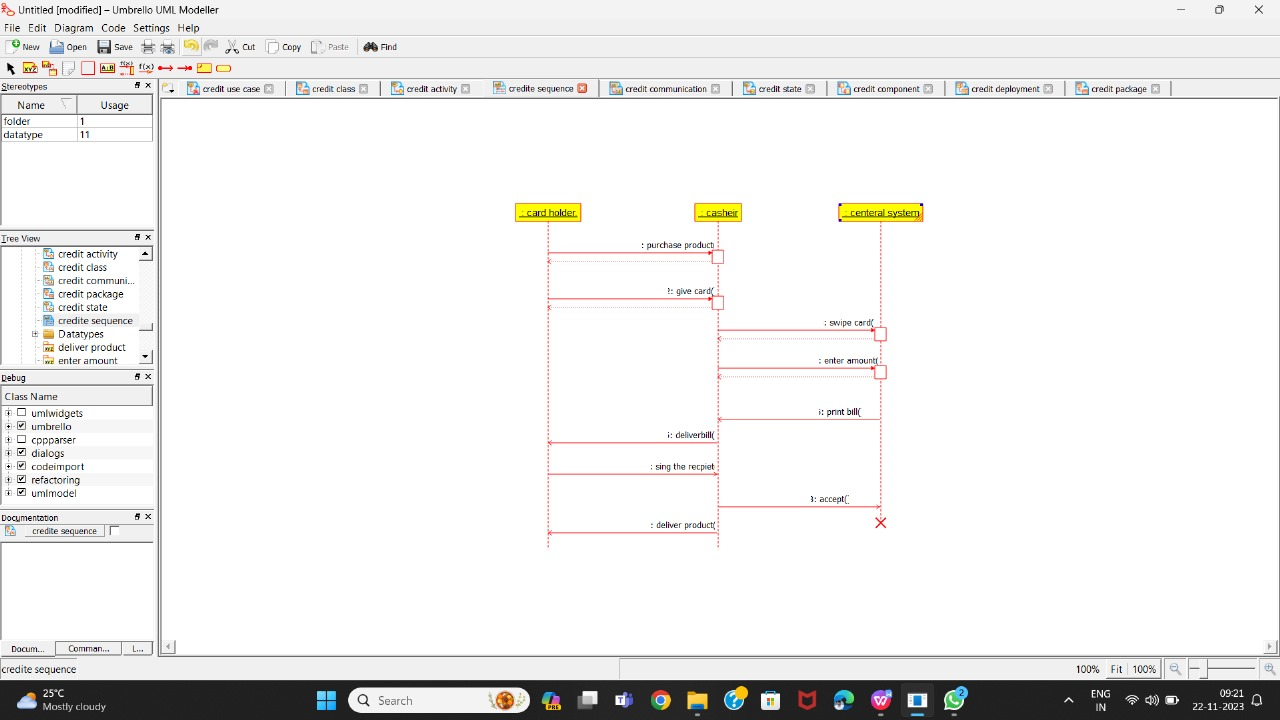 Untitled [modified] – Umbrello UML Modeller
File Edit Diagram Code Settings Help
New Open Save Cut Copy Paste Find
Stereotypes
credit use case credit class credit activity credite sequence credit communication credit state credit component credit deployment credit package
Name Usage
folder 1
datatype 11
: card holder : casheir : centeral system
Tree View
credit activity
credit class
credit communi...
credit package
credit state
credite sequence
Datatypes
deliver product
enter amount
: purchase product
: give card(
: swipe card(
: enter amount(
: print bill(
: deliverbill(
: sing the recpiet
: accept(
: deliver product(
Debug
Class Name
umlwidgets
umbrello
cppparser
dialogs
codeimport
refactoring
umlmodel
Documentation
credite sequence
Docum... Comman... L...
credite sequence
100% Fit 100%
25°C
Mostly cloudy
Search
PRE
2
ENG
IN
09:21
22-11-2023